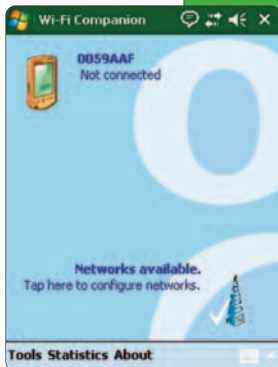 Wi-Fi Companion
0059AAF
Not connected
Networks available.
Tap here to configure networks.
Tools Statistics About